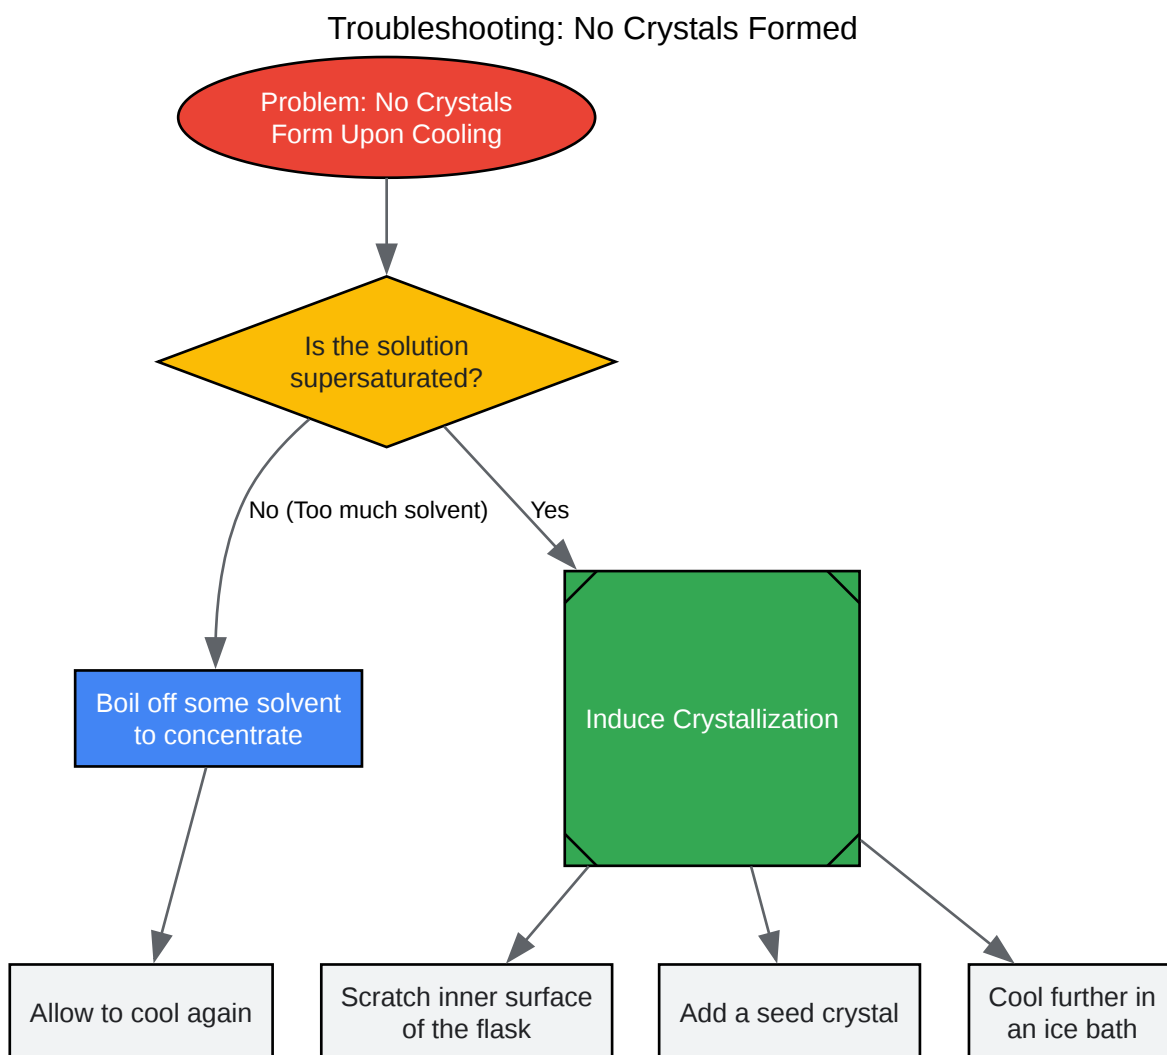 Troubleshooting: No Crystals Formed
Problem: No Crystals
Form Upon Cooling
Is the solution
supersaturated?
No (Too much solvent)
Yes
Boil off some solvent
to concentrate
Induce Crystallization
Allow to cool again
Scratch inner surface
of the flask
Add a seed crystal
Cool further in
an ice bath